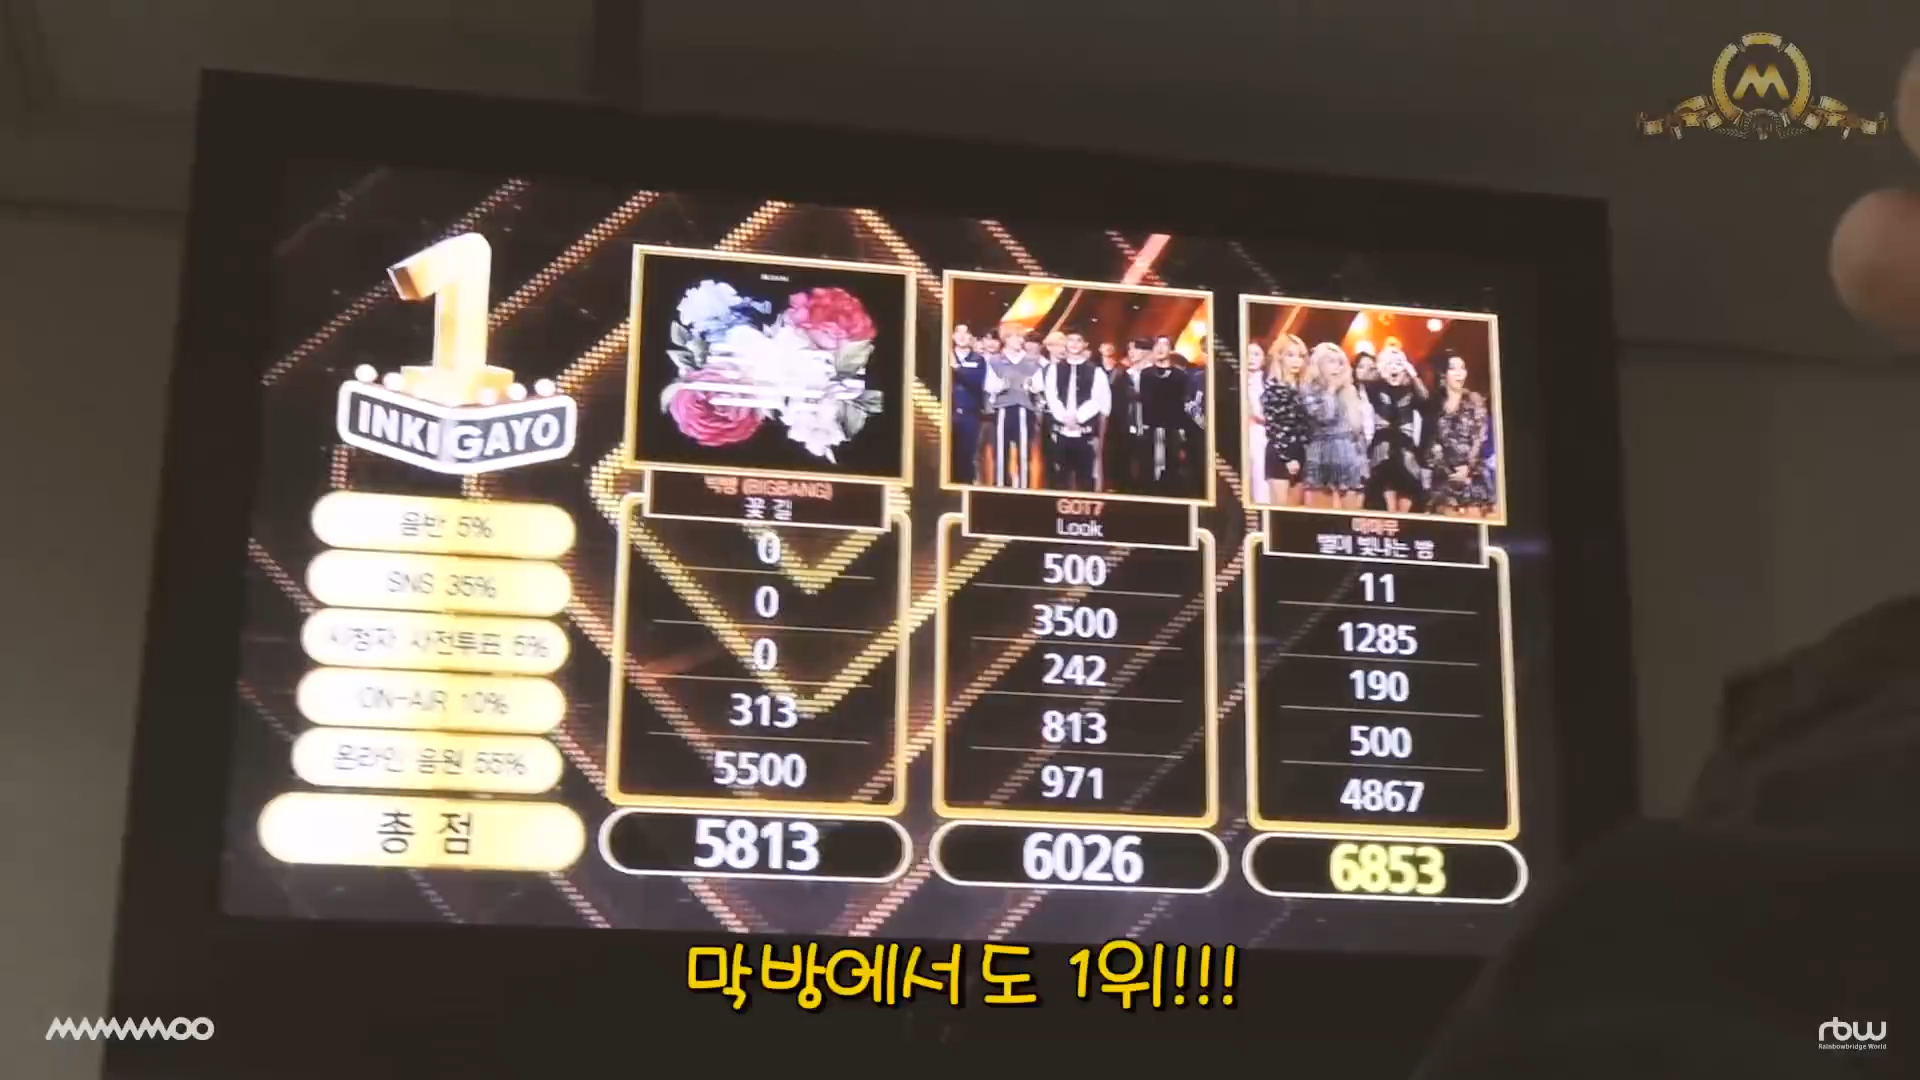 M
1
INKIGAYO
빅뱅 (BIGBANG)
꽃 길
GOT7
Look
마마무
별이 빛나는 밤
음반 5%
0
500
11
SNS 35%
0
3500
1285
시청자 사전투표 5%
0
242
190
ON-AIR 10%
313
813
500
온라인 음원 55%
5500
971
4867
총 점
5813
6026
6853
막방에서도 1위!!!
MAMAMOO
rbw
Rainbowbridge World